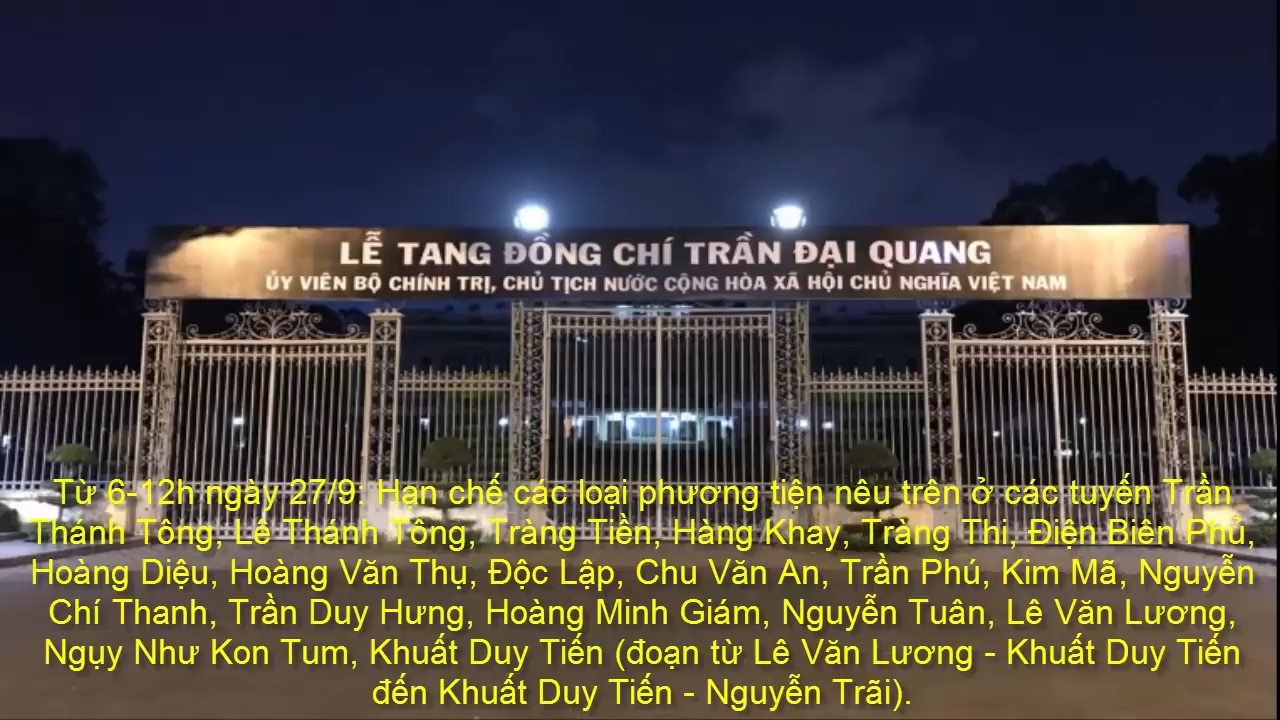 LỄ TANG ĐỒNG CHÍ TRẦN ĐẠI QUANG
ỦY VIÊN BỘ CHÍNH TRỊ, CHỦ TỊCH NƯỚC CỘNG HÒA XÃ HỘI CHỦ NGHĨA VIỆT NAM
Từ 6-12h ngày 27/9: Hạn chế các loại phương tiện nêu trên ở các tuyến Trần
Thánh Tông, Lê Thánh Tông, Tràng Tiền, Hàng Khay, Tràng Thi, Điện Biên Phủ,
Hoàng Diệu, Hoàng Văn Thụ, Độc Lập, Chu Văn An, Trần Phú, Kim Mã, Nguyễn
Chí Thanh, Trần Duy Hưng, Hoàng Minh Giám, Nguyễn Tuân, Lê Văn Lương,
Ngụy Như Kon Tum, Khuất Duy Tiến (đoạn từ Lê Văn Lương - Khuất Duy Tiến
đến Khuất Duy Tiến - Nguyễn Trãi).